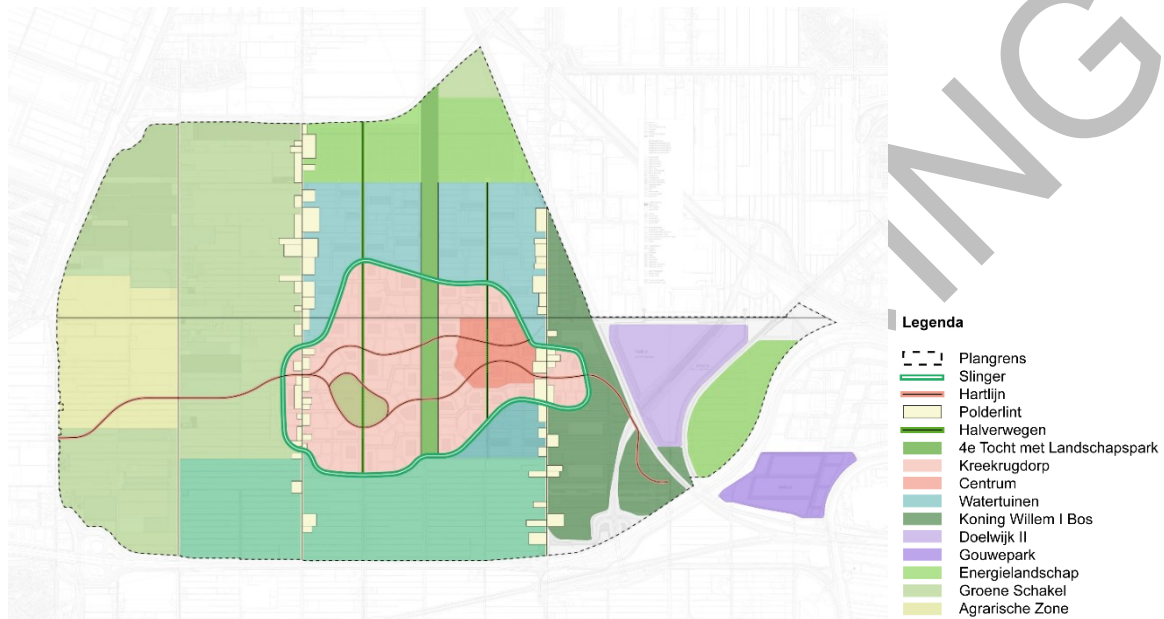 ING
Legenda
Plangrens
Slinger
Hartlijn
Polderlint
Halverwegen
4e Tocht met Landschapspark
Kreekrugdorp
Centrum
Watertuinen
Koning Willem I Bos
Doelwijk II
Gouwepark
Energielandschap
Groene Schakel
Agrarische Zone